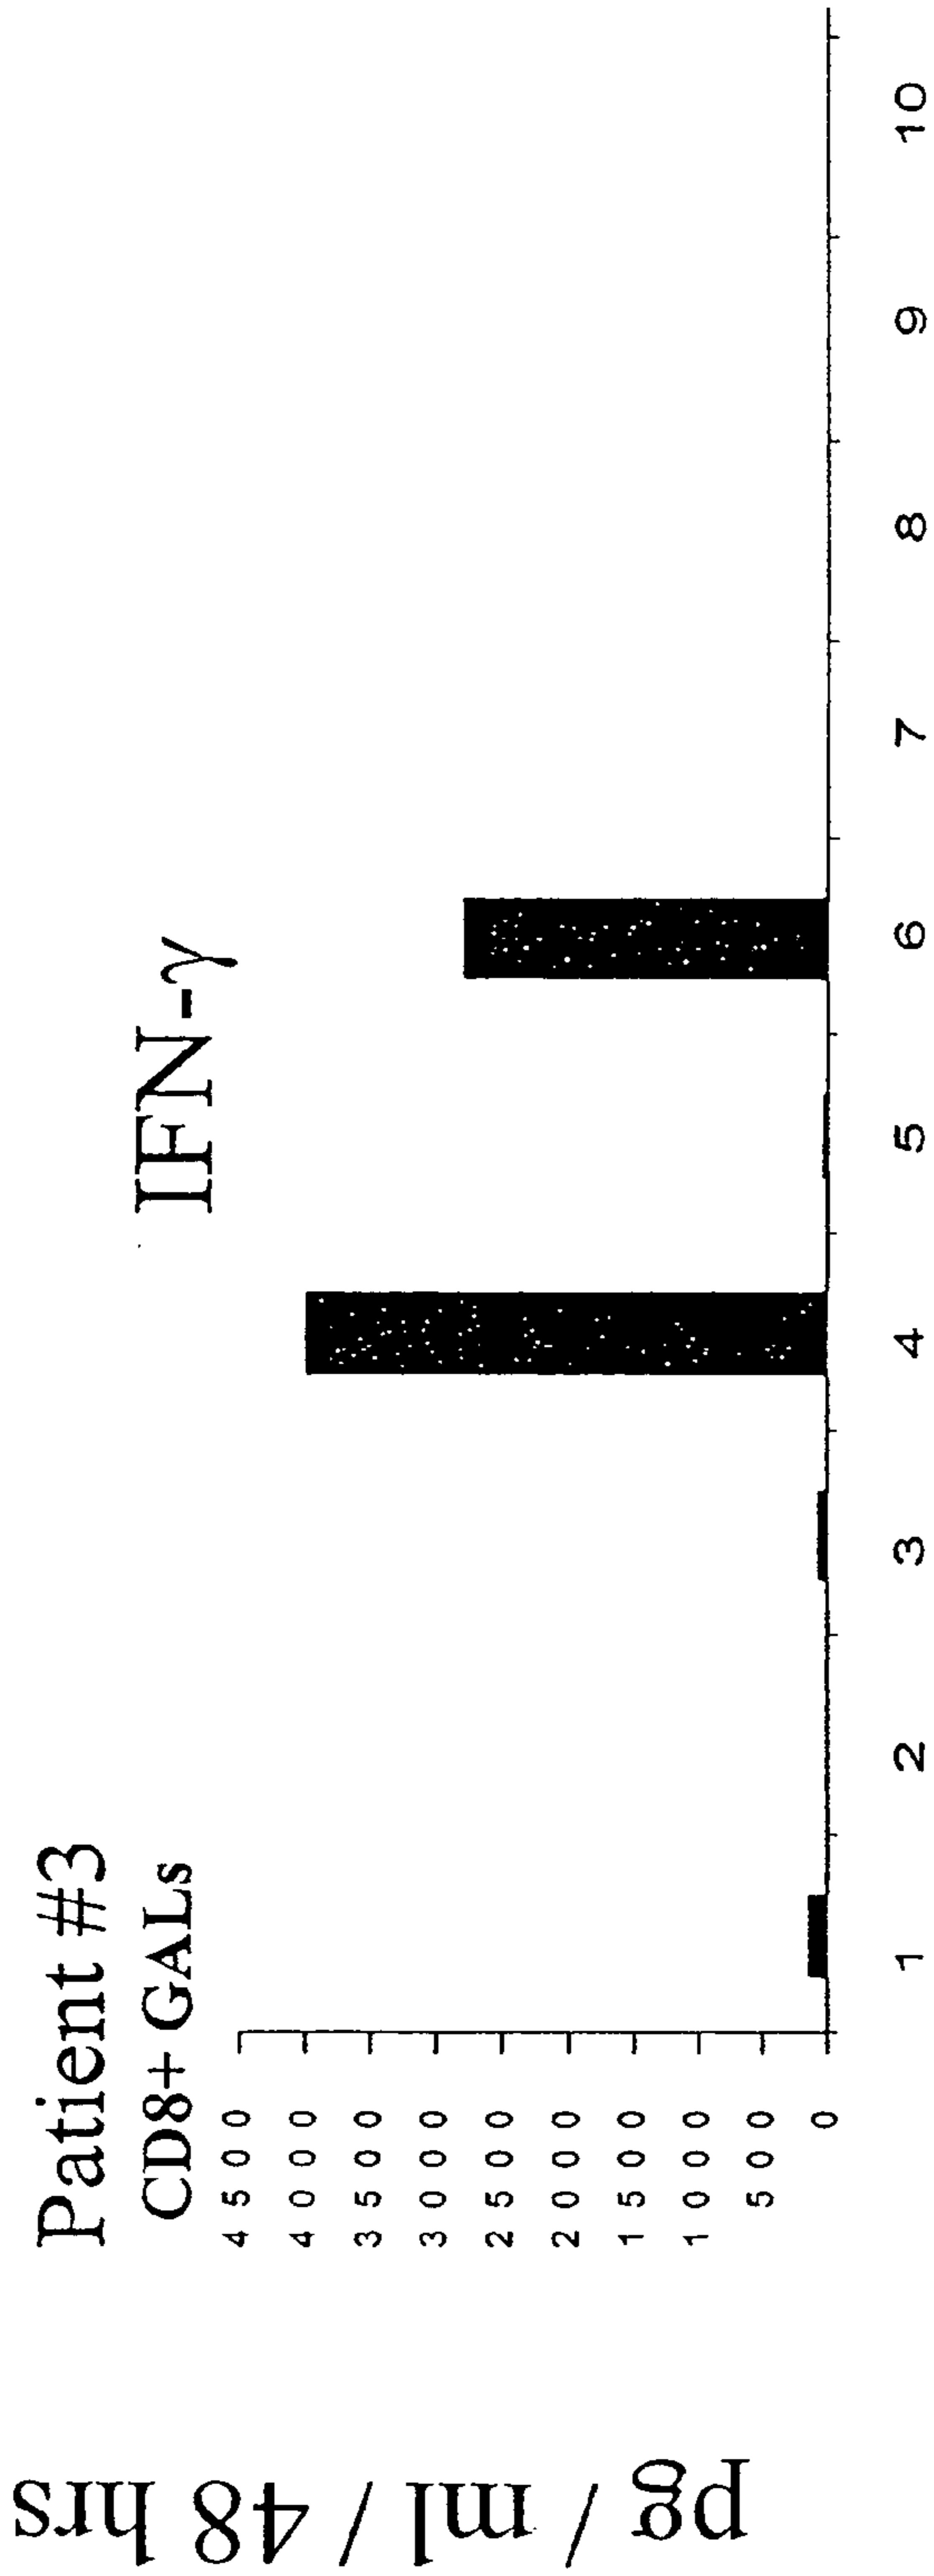 Patient #3
CD8+ GALs
IFN-γ
pg / ml / 48 hrs
4500
4000
3500
3000
2500
2000
1500
1000
500
0
1 2 3 4 5 6 7 8 9 10